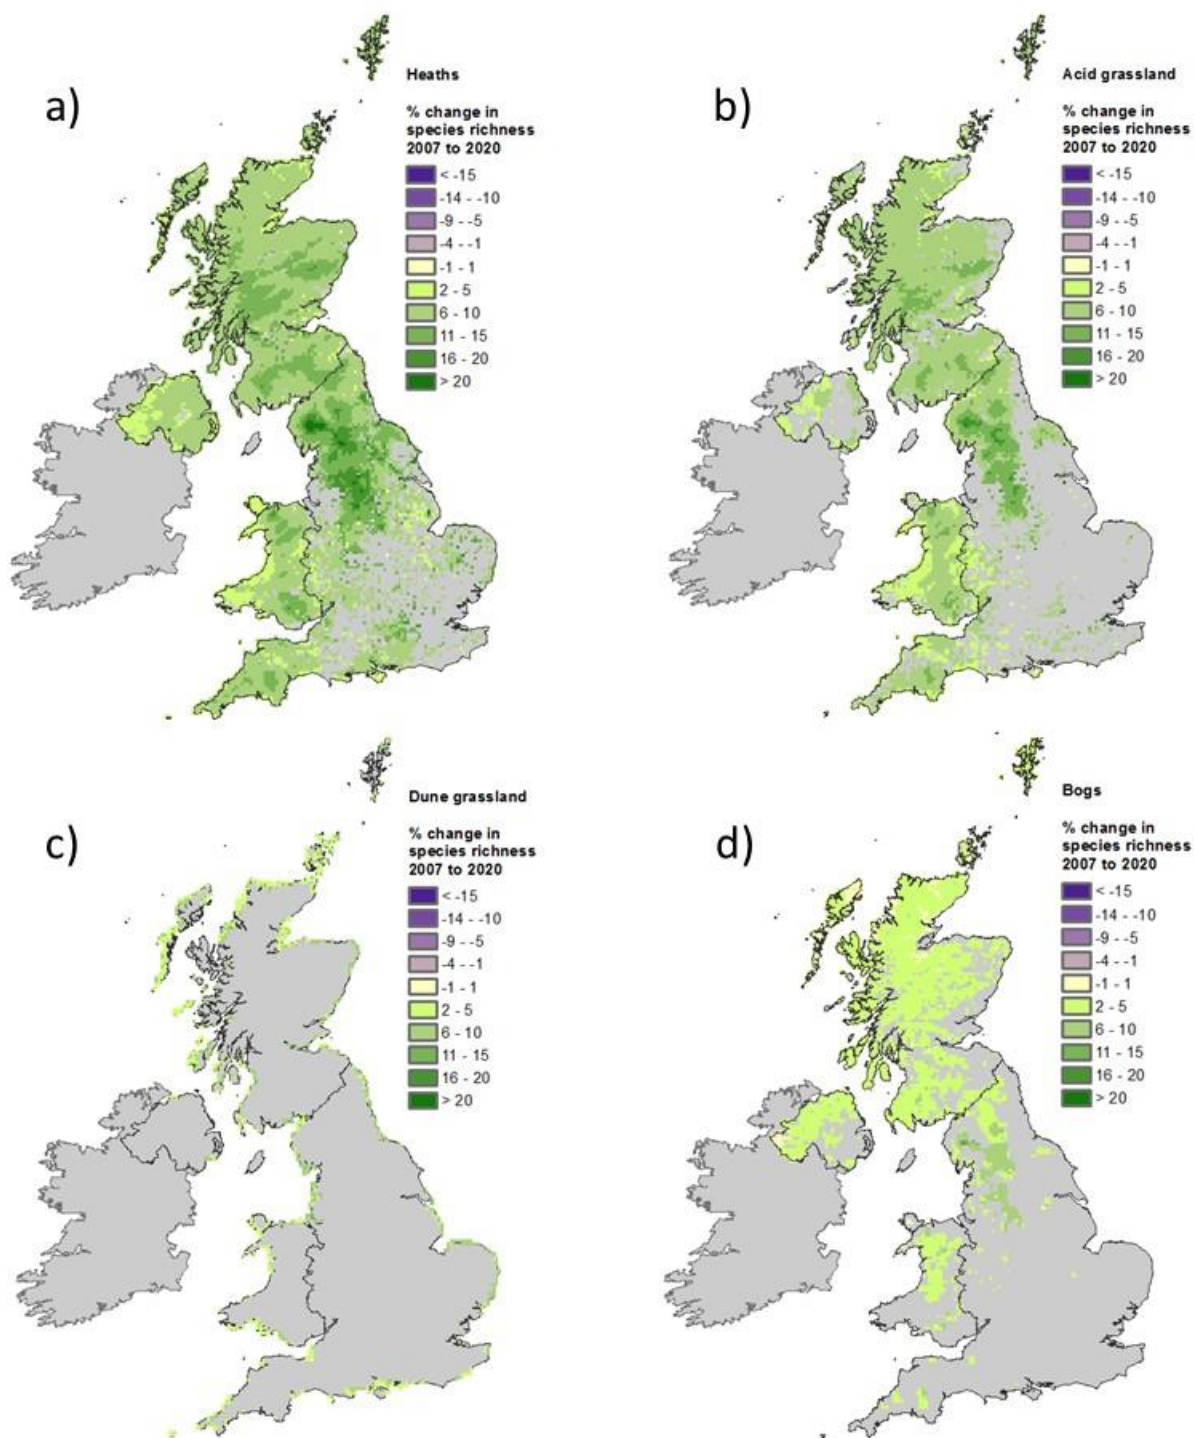 a)
Heaths
% change in
species richness
2007 to 2020
< -15
-14 - -10
-9 - -5
-4 - -1
-1 - 1
2 - 5
6 - 10
11 - 15
16 - 20
> 20
b)
Acid grassland
% change in
species richness
2007 to 2020
< -15
-14 - -10
-9 - -5
-4 - -1
-1 - 1
2 - 5
6 - 10
11 - 15
16 - 20
> 20
c)
Dune grassland
% change in
species richness
2007 to 2020
< -15
-14 - -10
-9 - -5
-4 - -1
-1 - 1
2 - 5
6 - 10
11 - 15
16 - 20
> 20
d)
Bogs
% change in
species richness
2007 to 2020
< -15
-14 - -10
-9 - -5
-4 - -1
-1 - 1
2 - 5
6 - 10
11 - 15
16 - 20
> 20